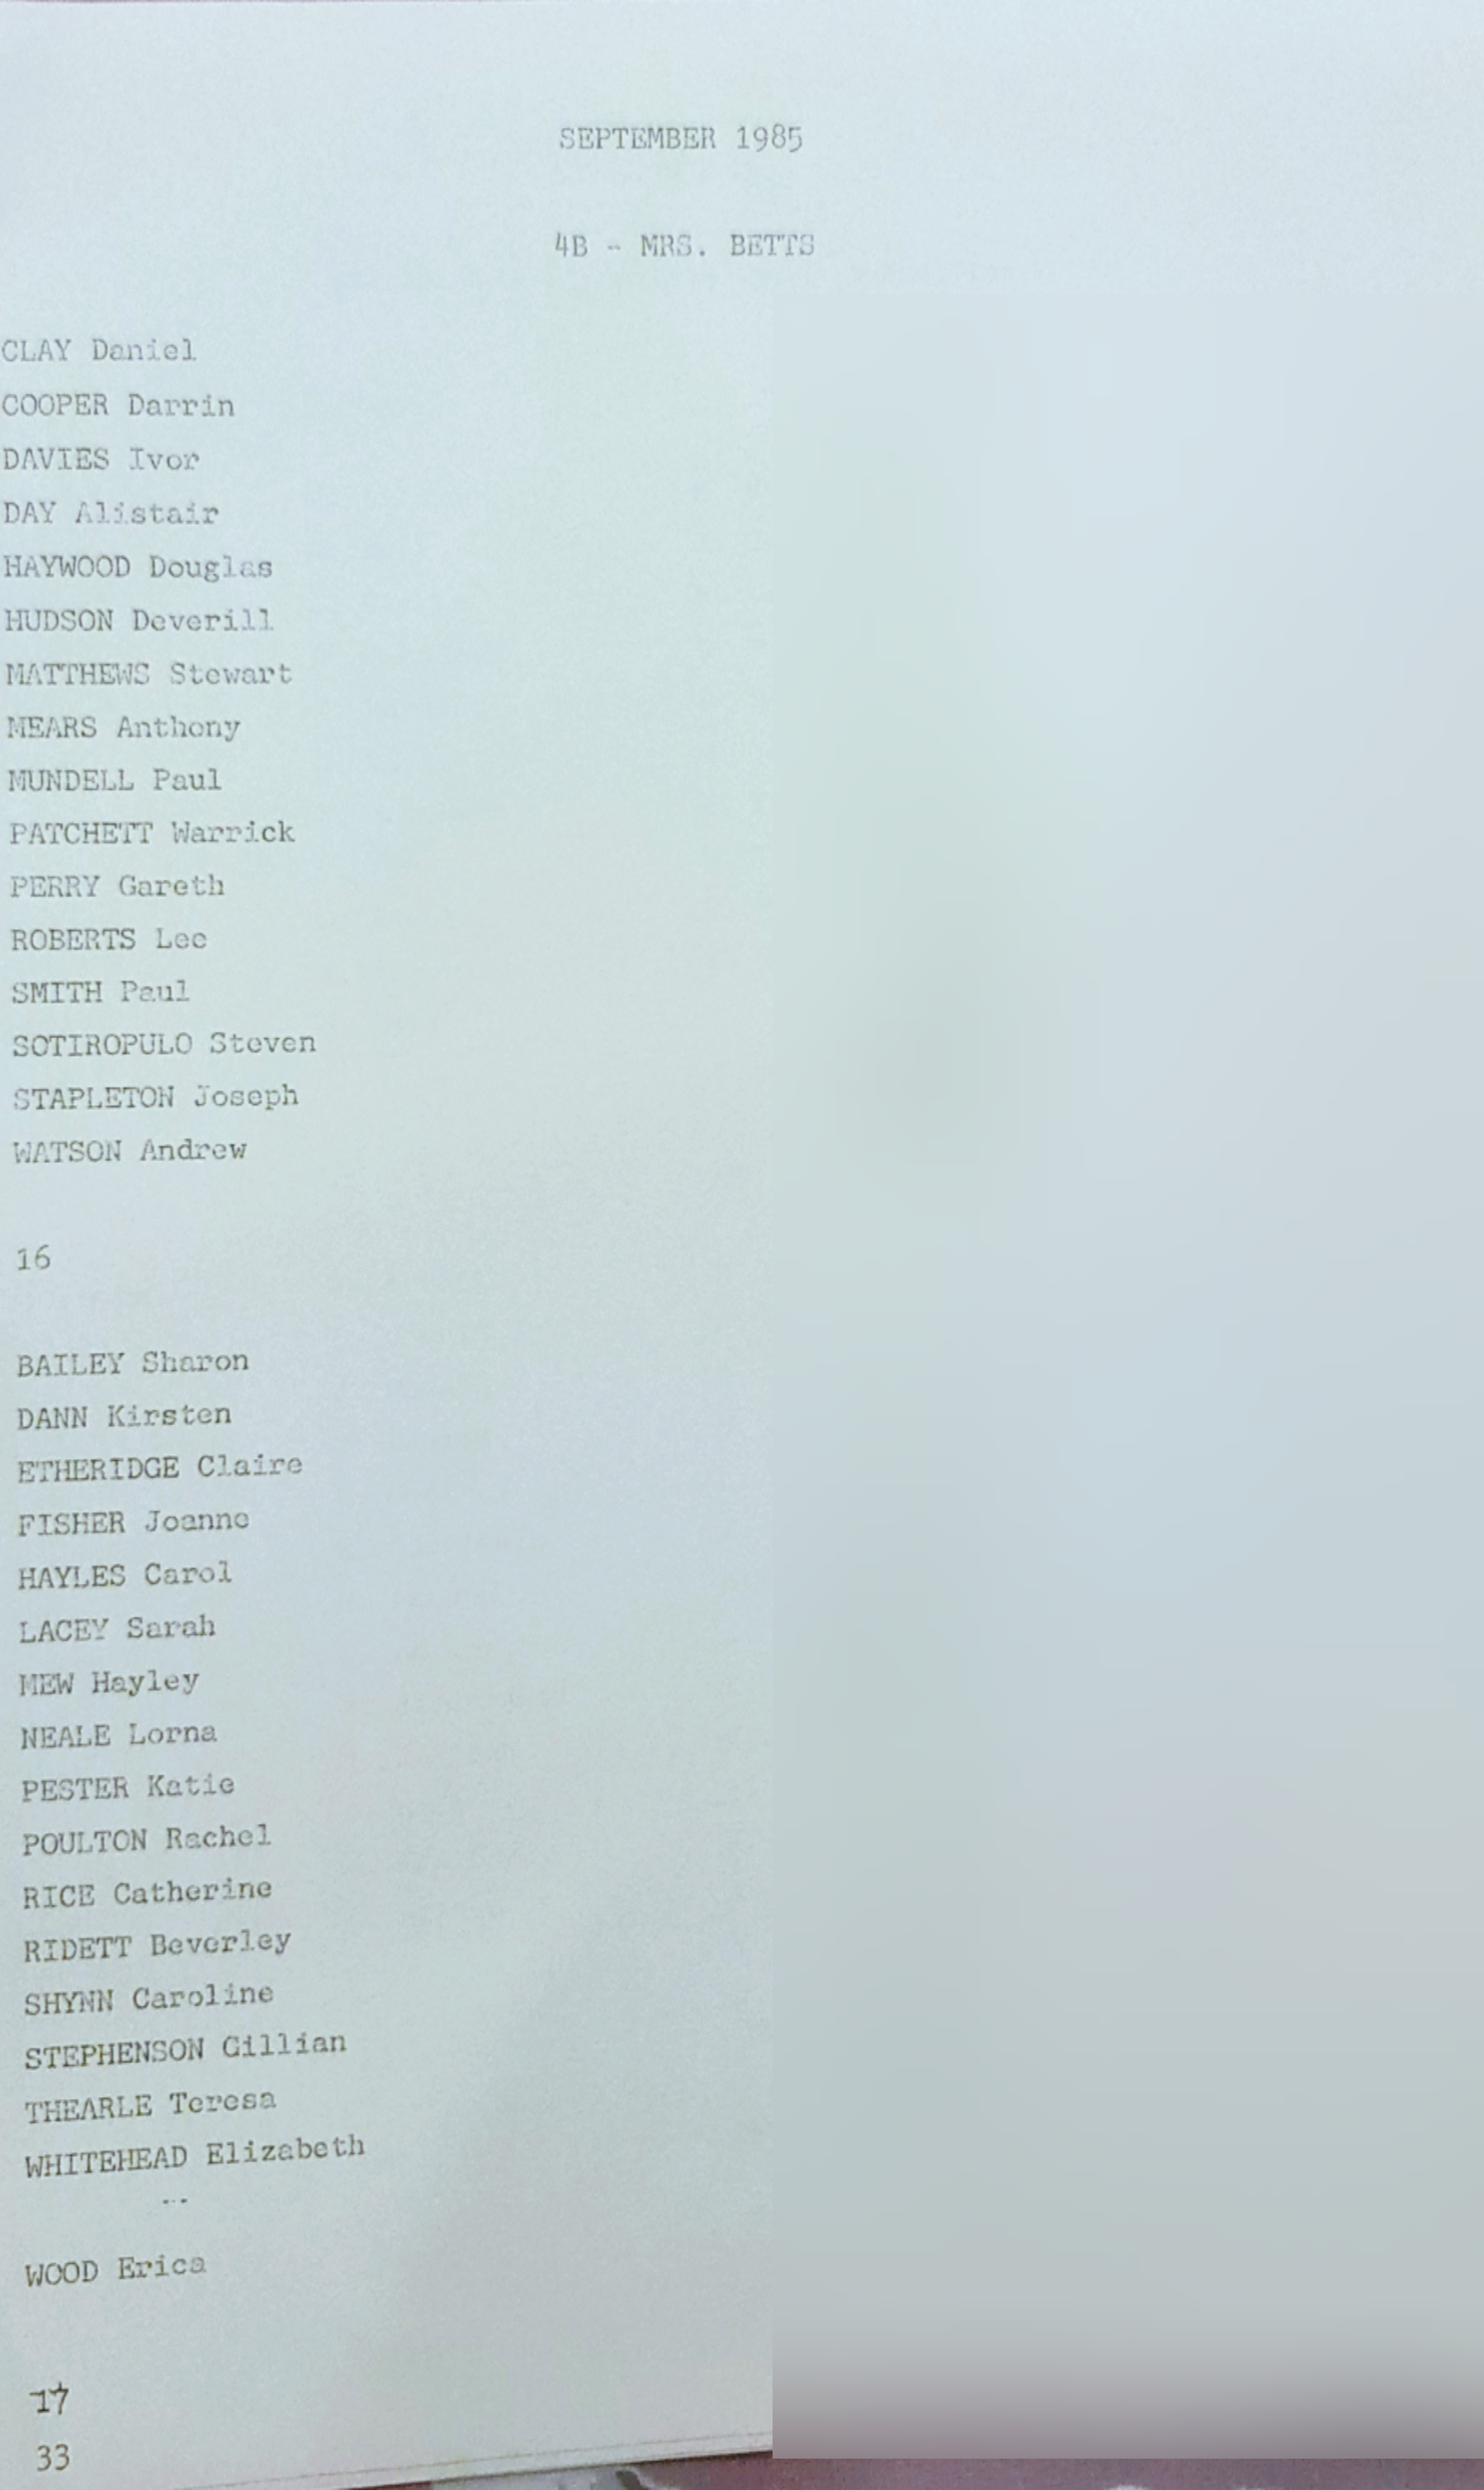 SEPTEMBER 1985
4B - MRS. BETTS
CLAY Daniel
COOPER Darrin
DAVIES Ivor
DAY Alistair
HAYWOOD Douglas
HUDSON Deverill
MATTHEWS Stewart
MEARS Anthony
MUNDELL Paul
PATCHETT Warrick
PERRY Gareth
ROBERTS Lee
SMITH Paul
SOTIROPULO Steven
STAPLETON Joseph
WATSON Andrew
16
BAILEY Sharon
DANN Kirsten
ETHERIDGE Claire
FISHER Joanne
HAYLES Carol
LACEY Sarah
MEW Hayley
NEALE Lorna
PESTER Katie
POULTON Rachel
RICE Catherine
RIDETT Beverley
SHYNN Caroline
STEPHENSON Gillian
THEARLE Teresa
WHITEHEAD Elizabeth
--
WOOD Erica
17
33